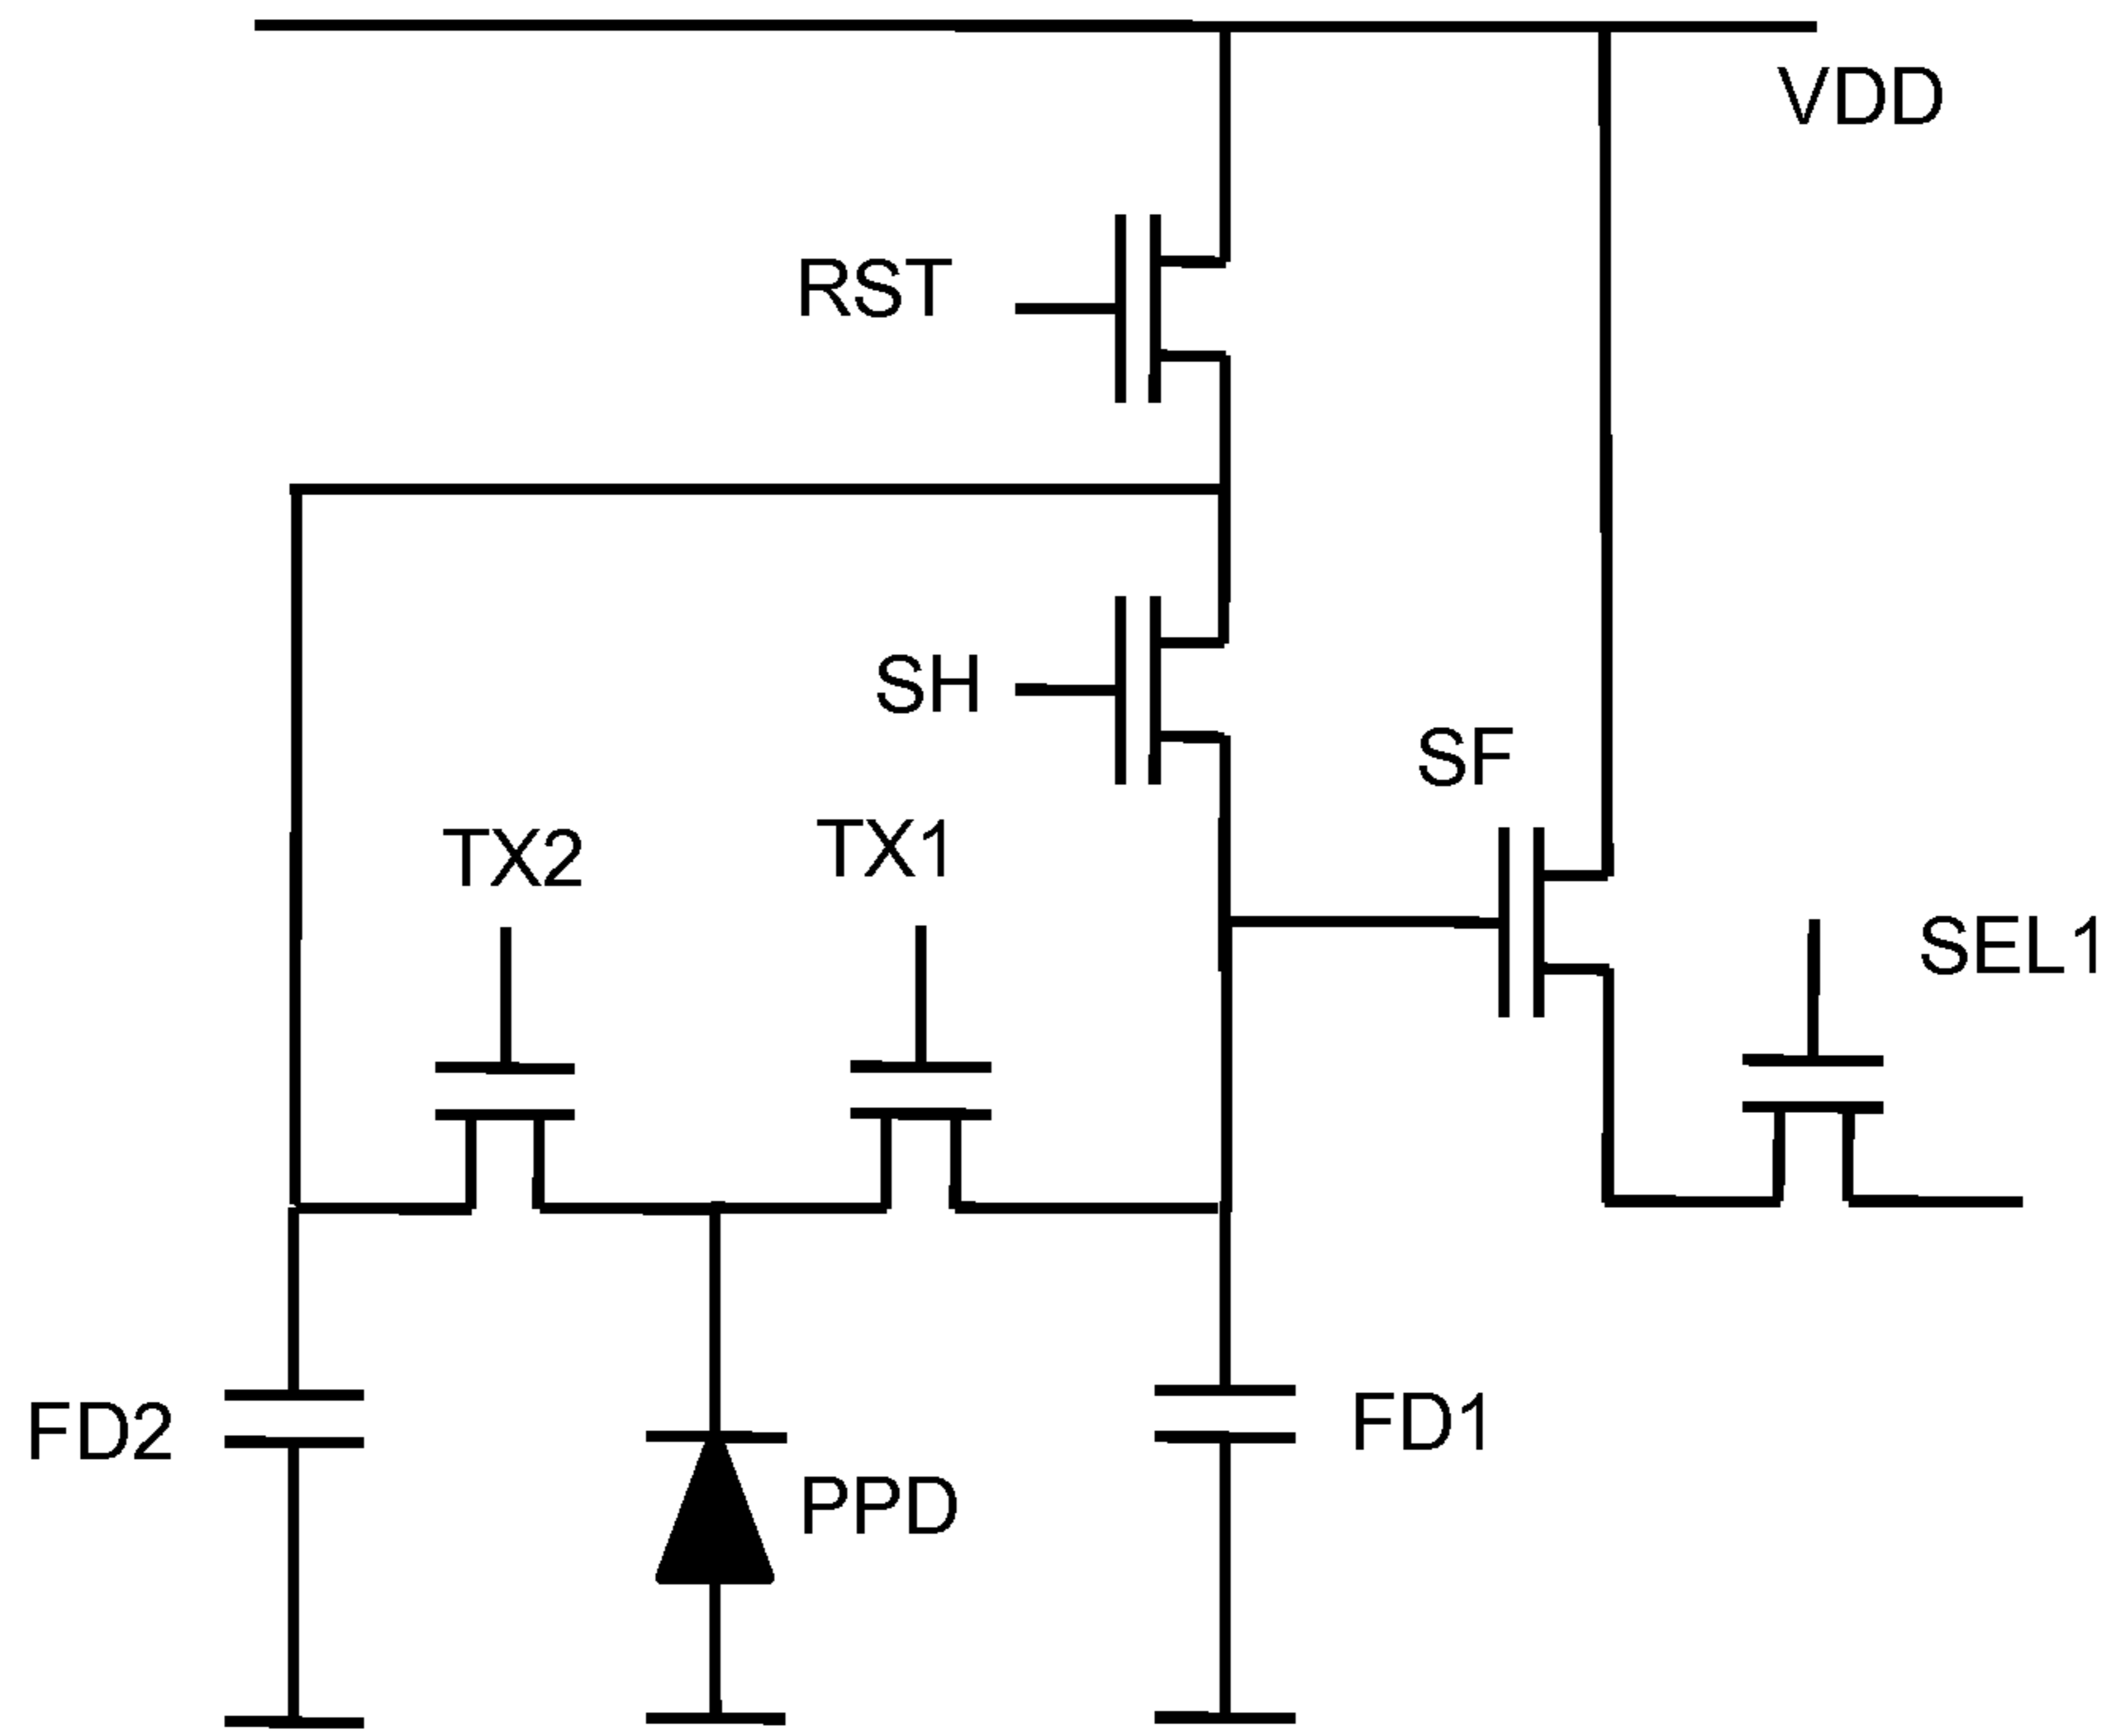 VDD
RST
SH
SF
TX2
TX1
SEL1
FD2
FD1
PPD